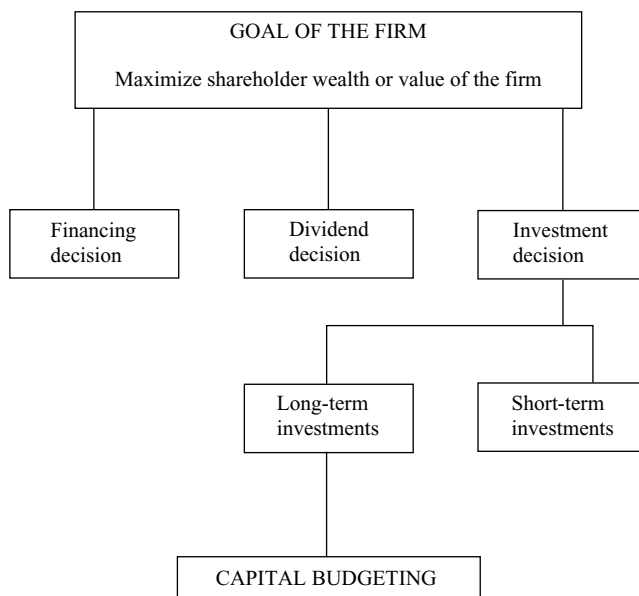 GOAL OF THE FIRM
Maximize shareholder wealth or value of the firm
Financing
decision
Dividend
decision
Investment
decision
Long-term
investments
Short-term
investments
CAPITAL BUDGETING